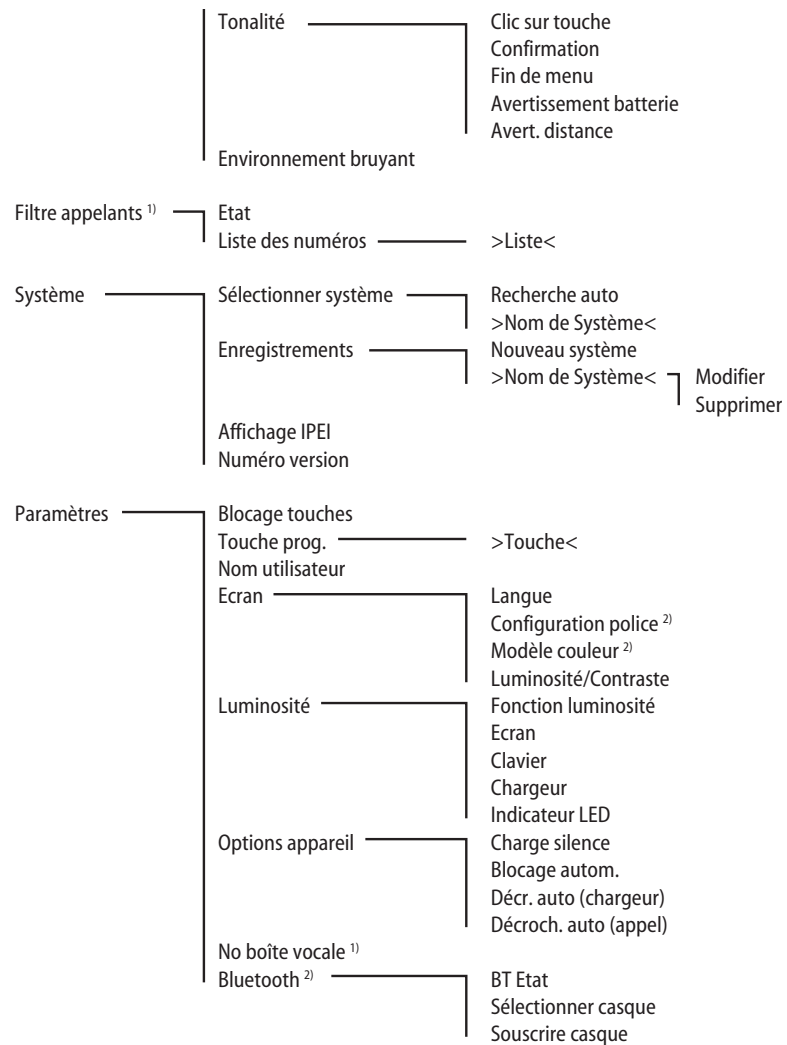 Tonalité Clic sur touche
Confirmation
Fin de menu
Avertissement batterie
Avert. distance
Environnement bruyant
Filtre appelants 1) Etat
Liste des numéros >Liste<
Système Sélectionner système Recherche auto
>Nom de Système<
Enregistrements Nouveau système
>Nom de Système< Modifier
Supprimer
Affichage IPEI
Numéro version
Paramètres Blocage touches
Touche prog. >Touche<
Nom utilisateur
Ecran Langue
Configuration police 2)
Modèle couleur 2)
Luminosité/Contraste
Luminosité Fonction luminosité
Ecran
Clavier
Chargeur
Indicateur LED
Options appareil Charge silence
Blocage autom.
Décr. auto (chargeur)
Décroch. auto (appel)
No boîte vocale 1)
Bluetooth 2) BT Etat
Sélectionner casque
Souscrire casque